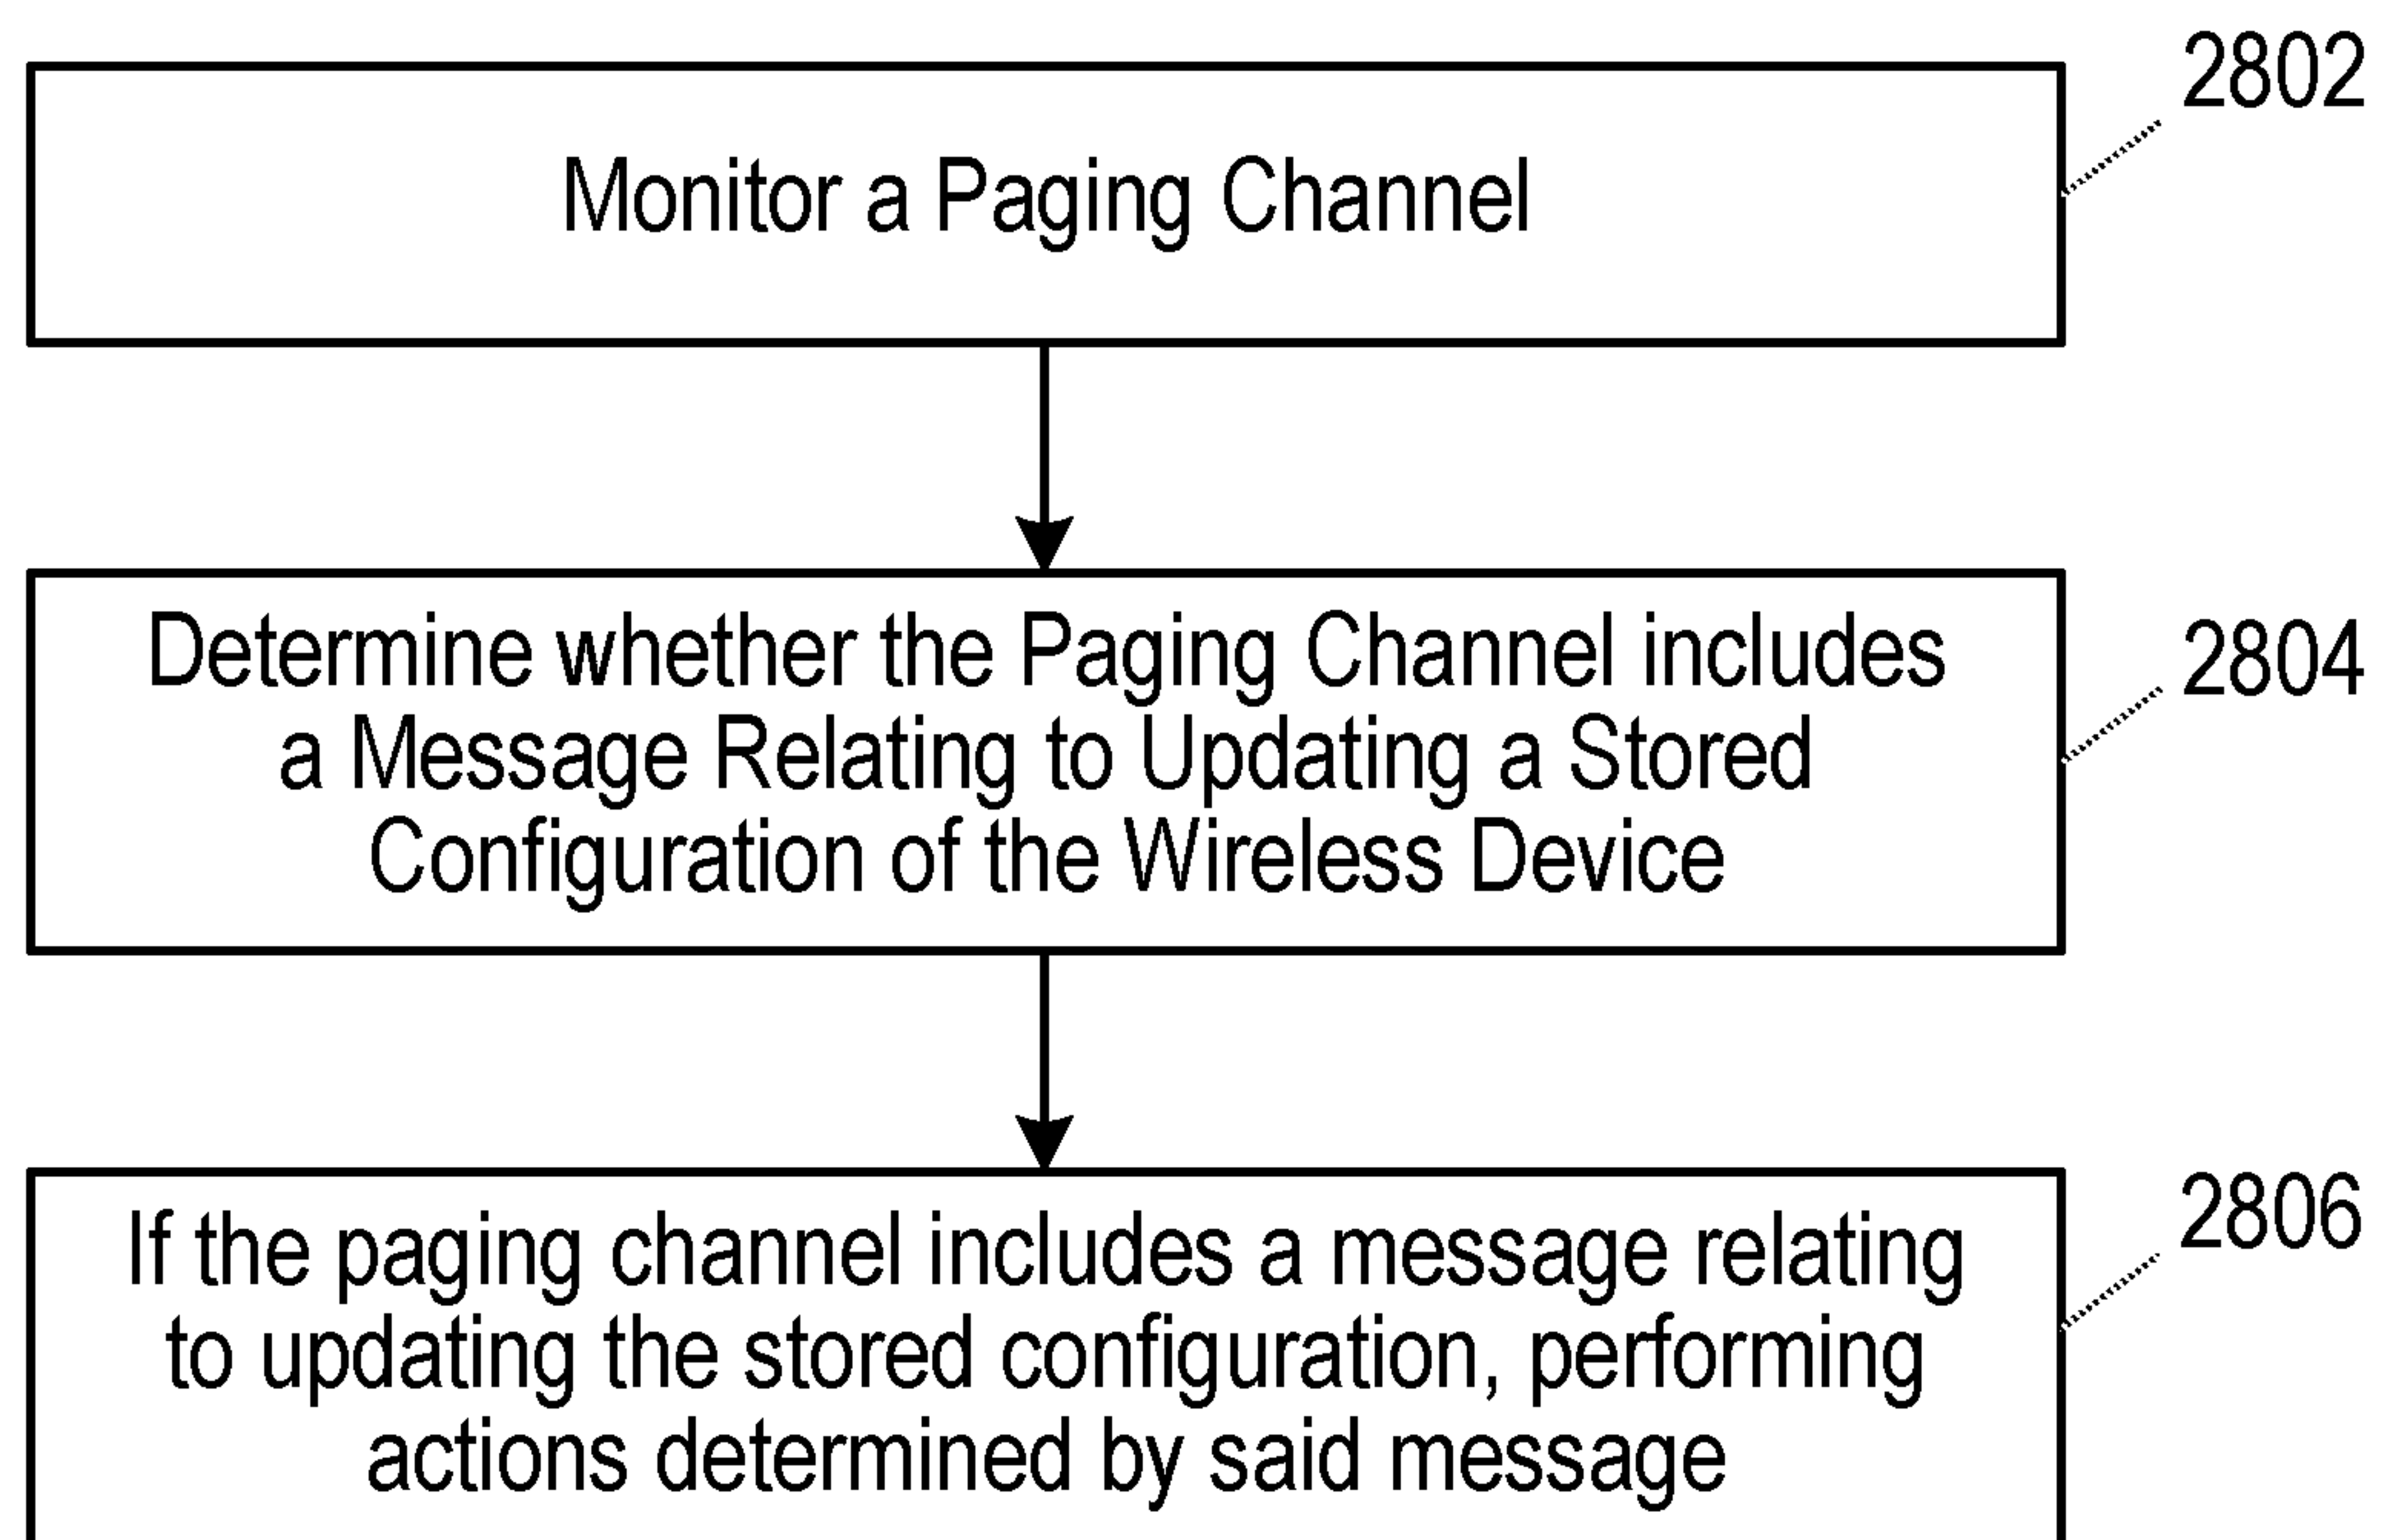 2802
Monitor a Paging Channel
Determine whether the Paging Channel includes
a Message Relating to Updating a Stored
Configuration of the Wireless Device
2804
If the paging channel includes a message relating
to updating the stored configuration, performing
actions determined by said message
2806